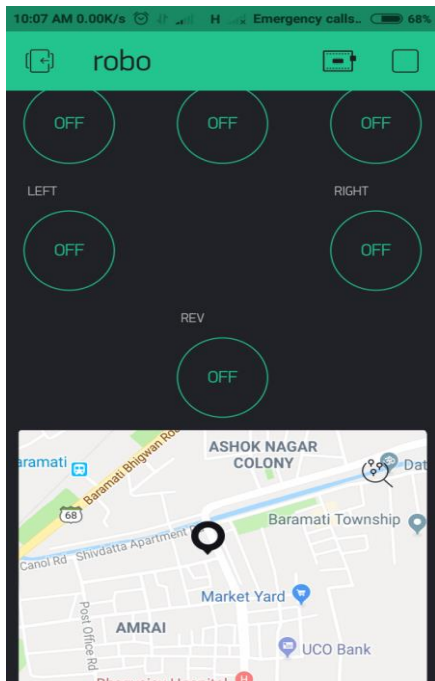 10:07 AM 0.00K/s H Emergency calls.. 68%
robo
OFF OFF OFF
LEFT RIGHT
OFF OFF
REV
OFF
ASHOK NAGAR
COLONY
aramati
Baramati Bhigwan Roa
Dat
68
Baramati Township
Shivdatta Apartment R
Canol Rd
Market Yard
Post Office Rd
AMRAI
UCO Bank
H